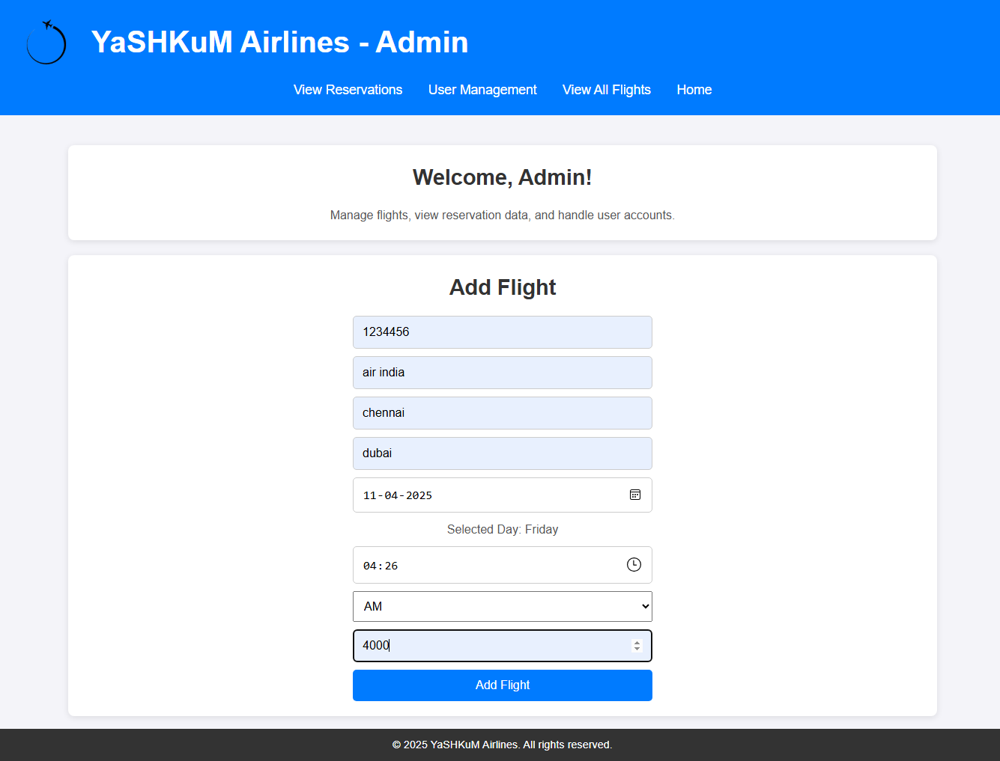 YaSHKuM Airlines - Admin
View Reservations User Management View All Flights Home
Welcome, Admin!
Manage flights, view reservation data, and handle user accounts.
Add Flight
1234456
air india
chennai
dubai
11-04-2025
Selected Day: Friday
04:26
AM
4000
Add Flight
© 2025 YaSHKuM Airlines. All rights reserved.